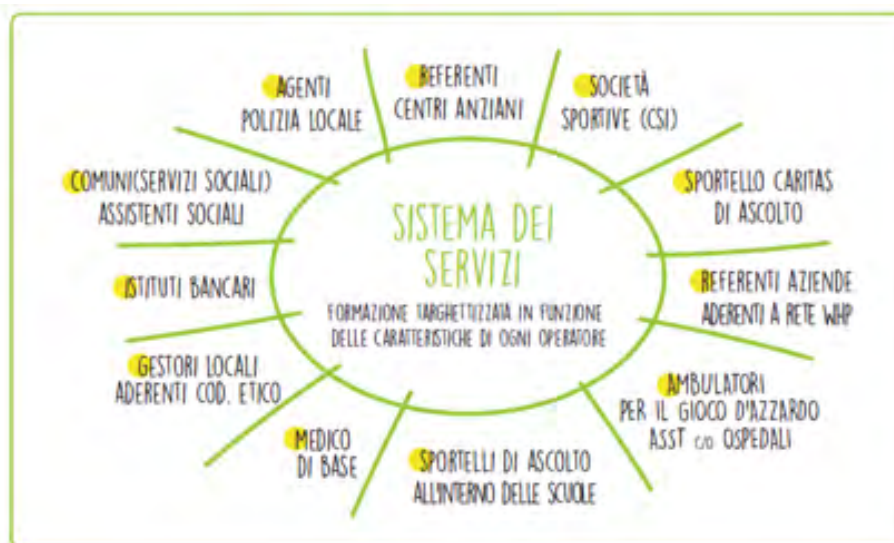 AGENTI
POLIZIA LOCALE
REFERENTI
CENTRI ANZIANI
SOCIETÀ
SPORTIVE (CSI)
SPORTELLO CARITAS
DI ASCOLTO
REFERENTI AZIENDE
ADERENTI A RETE WHP
AMBULATORI
PER IL GIOCO D'AZZARDO
ASST C/O OSPEDALI
SPORTELLI DI ASCOLTO
ALL'INTERNO DELLE SCUOLE
MEDICO
DI BASE
GESTORI LOCALI
ADERENTI COD. ETICO
ISTITUTI BANCARI
COMUNI(SERVIZI SOCIALI)
ASSISTENTI SOCIALI
SISTEMA DEI
SERVIZI
FORMAZIONE TARGHETTIZZATA IN FUNZIONE
DELLE CARATTERISTICHE DI OGNI OPERATORE